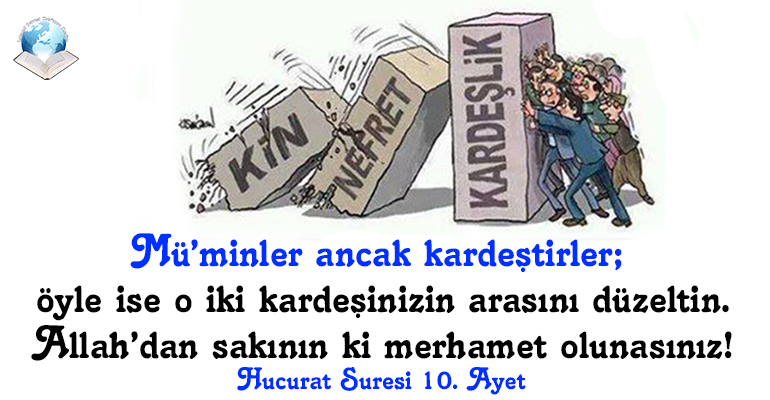 KİN
NEFRET
KARDEŞLİK
Mü'minler ancak kardeştirler;
öyle ise o iki kardeşinizin arasını düzeltin.
Allah'dan sakının ki merhamet olunasınız!
Hucurat Suresi 10. Ayet